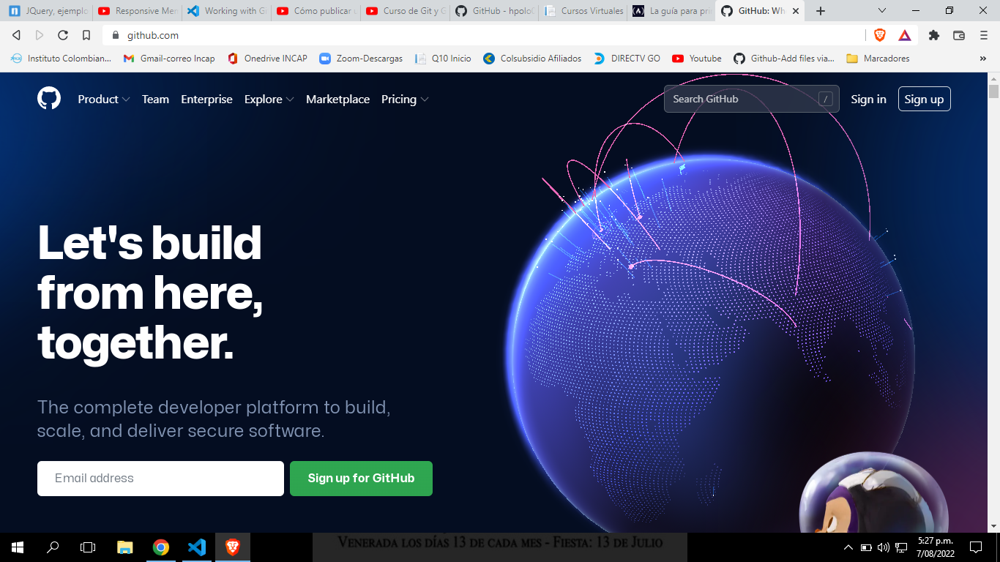 JQuery, ejemplo
Responsive Men
Working with Gi
Cómo publicar u
Curso de Git y G
GitHub - hpolo
Cursos Virtuales
La guía para prin
GitHub: Wh
github.com
Instituto Colombian...
Gmail-correo Incap
Onedrive INCAP
Zoom-Descargas
Q10 Inicio
Colsubsidio Afiliados
DIRECTV GO
Youtube
Github-Add files via...
Marcadores
»
Product
Team
Enterprise
Explore
Marketplace
Pricing
Search GitHub
/
Sign in
Sign up
Let's build
from here,
together.
The complete developer platform to build,
scale, and deliver secure software.
Email address
Sign up for GitHub
Venerada los días 13 de cada mes - Fiesta: 13 de Julio
5:27 p.m.
7/08/2022